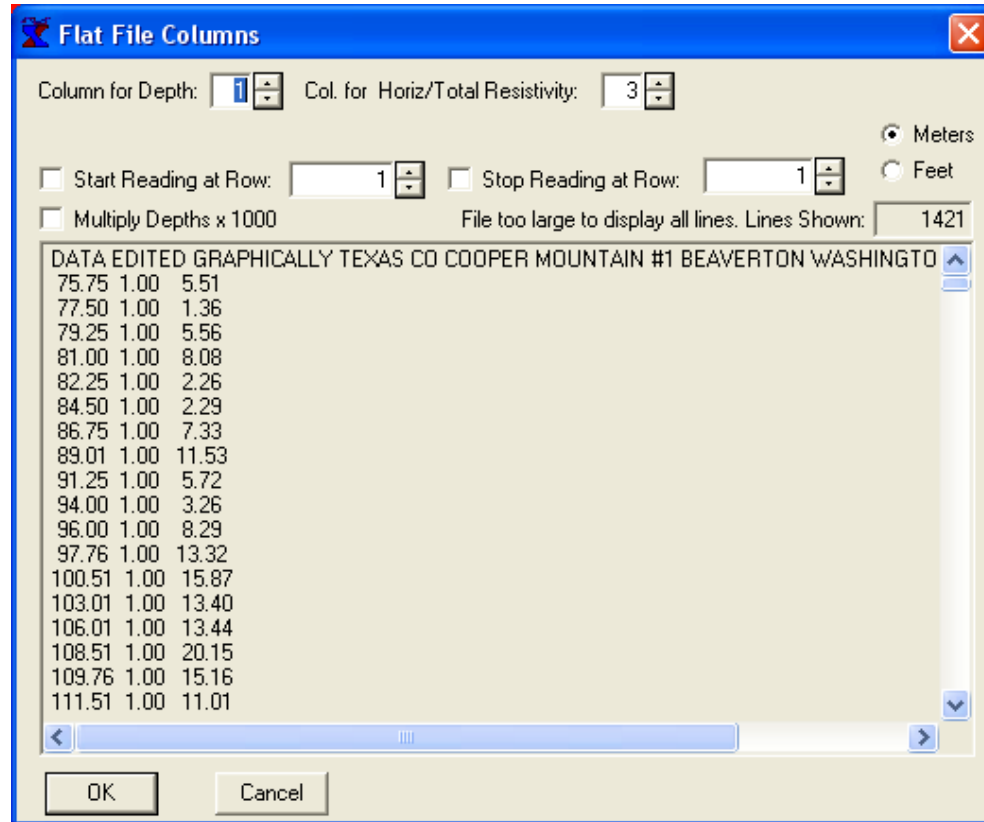 Flat File Columns
Column for Depth: 1 Col. for Horiz/Total Resistivity: 3
Meters
Start Reading at Row: 1 Stop Reading at Row: 1 Feet
Multiply Depths x 1000 File too large to display all lines. Lines Shown: 1421
DATA EDITED GRAPHICALLY TEXAS CO COOPER MOUNTAIN #1 BEAVERTON WASHINGTO
75.75 1.00 5.51
77.50 1.00 1.36
79.25 1.00 5.56
81.00 1.00 8.08
82.25 1.00 2.26
84.50 1.00 2.29
86.75 1.00 7.33
89.01 1.00 11.53
91.25 1.00 5.72
94.00 1.00 3.26
96.00 1.00 8.29
97.76 1.00 13.32
100.51 1.00 15.87
103.01 1.00 13.40
106.01 1.00 13.44
108.51 1.00 20.15
109.76 1.00 15.16
111.51 1.00 11.01
OK Cancel